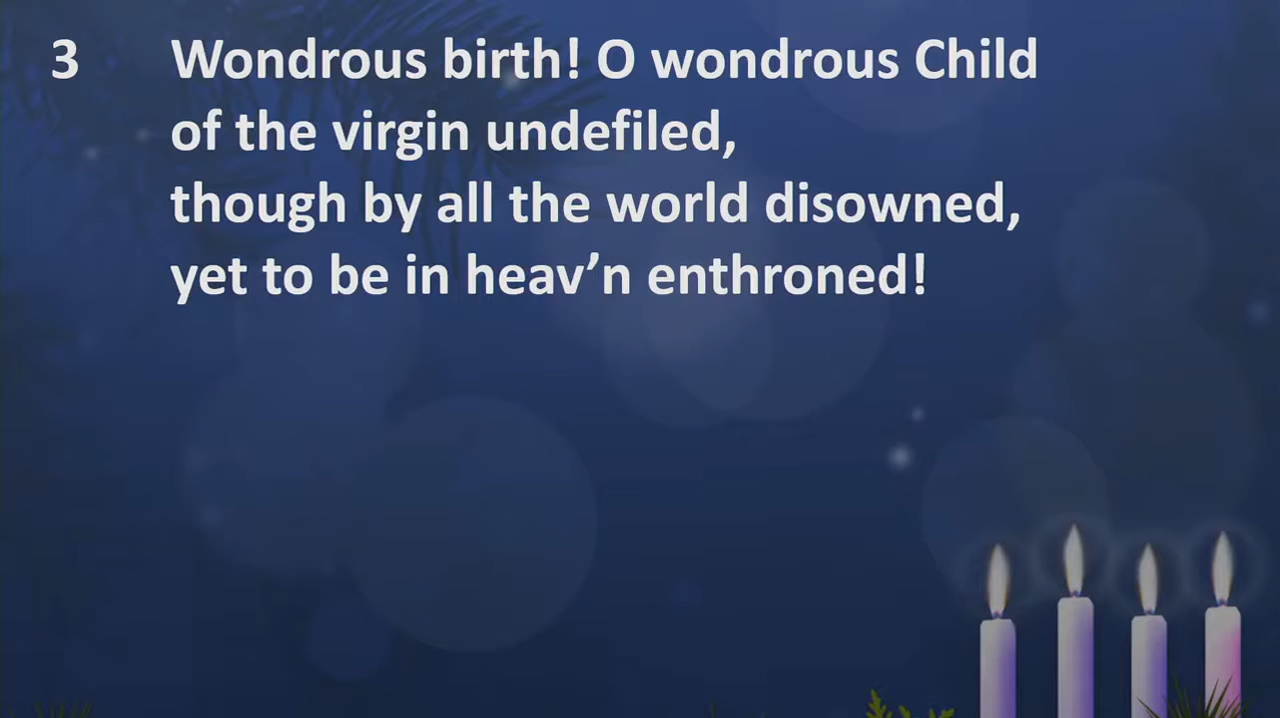 3 Wondrous birth! O wondrous Child
of the virgin undefiled,
though by all the world disowned,
yet to be in heav’n enthroned!